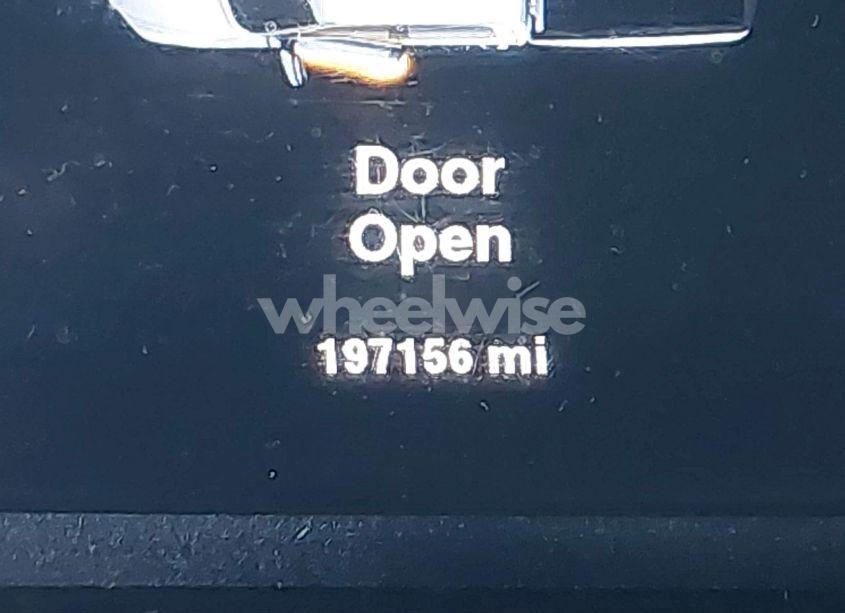 Door
Open
wheelwise
197156 mi